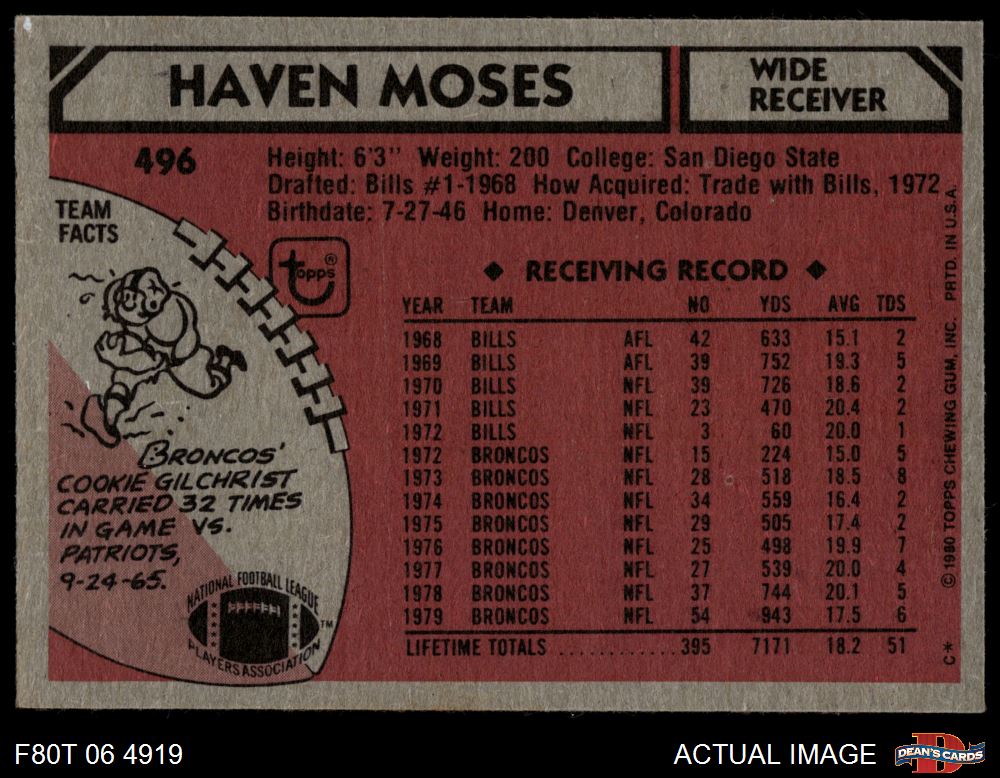 HAVEN MOSES
WIDE
RECEIVER
496
Height: 6'3" Weight: 200 College: San Diego State
Drafted: Bills #1-1968 How Acquired: Trade with Bills, 1972
Birthdate: 7-27-46 Home: Denver, Colorado
TEAM
FACTS
topps ®
◆ RECEIVING RECORD ◆
YEAR TEAM NO YDS AVG TDS
1968 BILLS AFL 42 633 15.1 2
1969 BILLS AFL 39 752 19.3 5
1970 BILLS NFL 39 726 18.6 2
1971 BILLS NFL 23 470 20.4 2
1972 BILLS NFL 3 60 20.0 1
1972 BRONCOS NFL 15 224 15.0 5
1973 BRONCOS NFL 28 518 18.5 8
1974 BRONCOS NFL 34 559 16.4 2
1975 BRONCOS NFL 29 505 17.4 2
1976 BRONCOS NFL 25 498 19.9 7
1977 BRONCOS NFL 27 539 20.0 4
1978 BRONCOS NFL 37 744 20.1 5
1979 BRONCOS NFL 54 943 17.5 6
LIFETIME TOTALS ............ 395 7171 18.2 51
BRONCOS'
COOKIE GILCHRIST
CARRIED 32 TIMES
IN GAME VS.
PATRIOTS,
9-24-65.
NATIONAL FOOTBALL LEAGUE
PLAYERS ASSOCIATION
TM
C* © 1980 TOPPS CHEWING GUM, INC. PRTD. IN U.S.A.
F80T 06 4919
ACTUAL IMAGE
DEAN'S CARDS